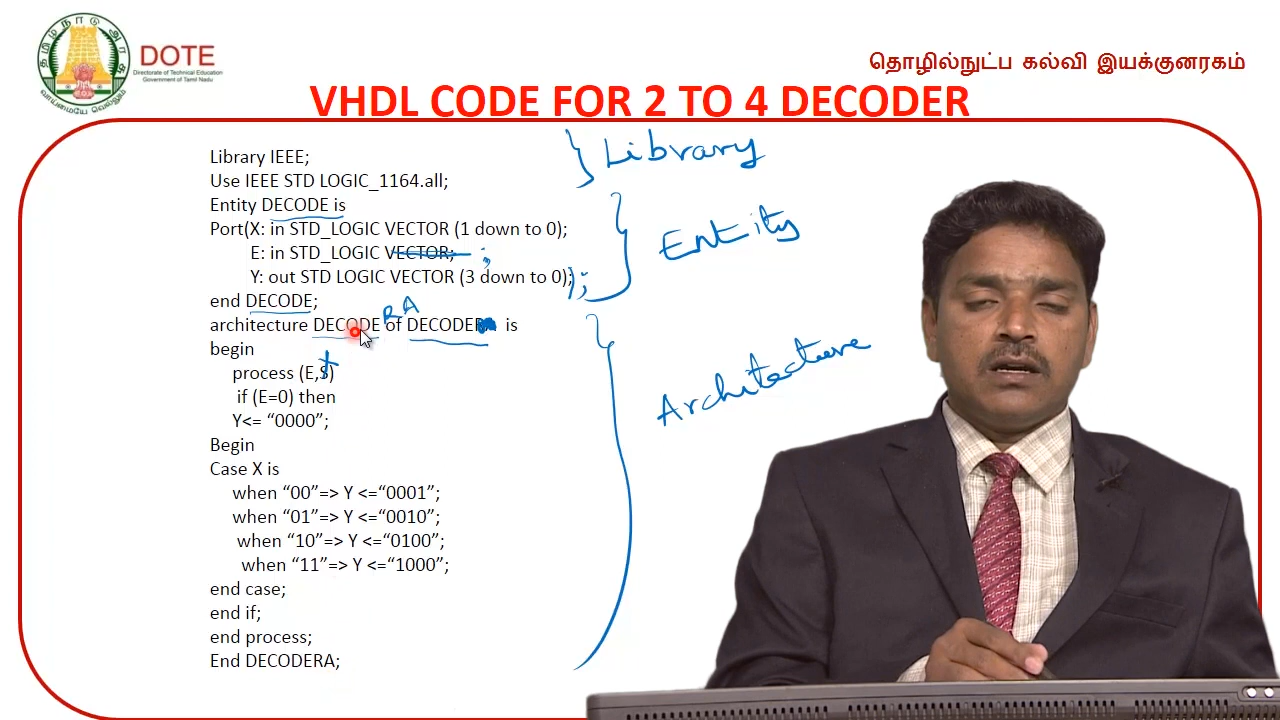 தமிழ்நாடு அரசு
வாய்மையே வெல்லும்
DOTE
Directorate of Technical Education
Government of Tamil Nadu
தொழில்நுட்ப கல்வி இயக்குனரகம்
VHDL CODE FOR 2 TO 4 DECODER
Library IEEE;
Use IEEE STD LOGIC_1164.all;
Entity DECODE is
Port(X: in STD_LOGIC VECTOR (1 down to 0);
E: in STD_LOGIC VECTOR; ;
Y: out STD LOGIC VECTOR (3 down to 0); );
end DECODE;
RA
architecture DECODE of DECODER is
begin
process (E,S) X
if (E=0) then
Y<= “0000”;
Begin
Case X is
when “00”=> Y <=“0001”;
when “01”=> Y <=“0010”;
when “10”=> Y <=“0100”;
when “11”=> Y <=“1000”;
end case;
end if;
end process;
End DECODERA;
} Library
} Entity
} Architecture